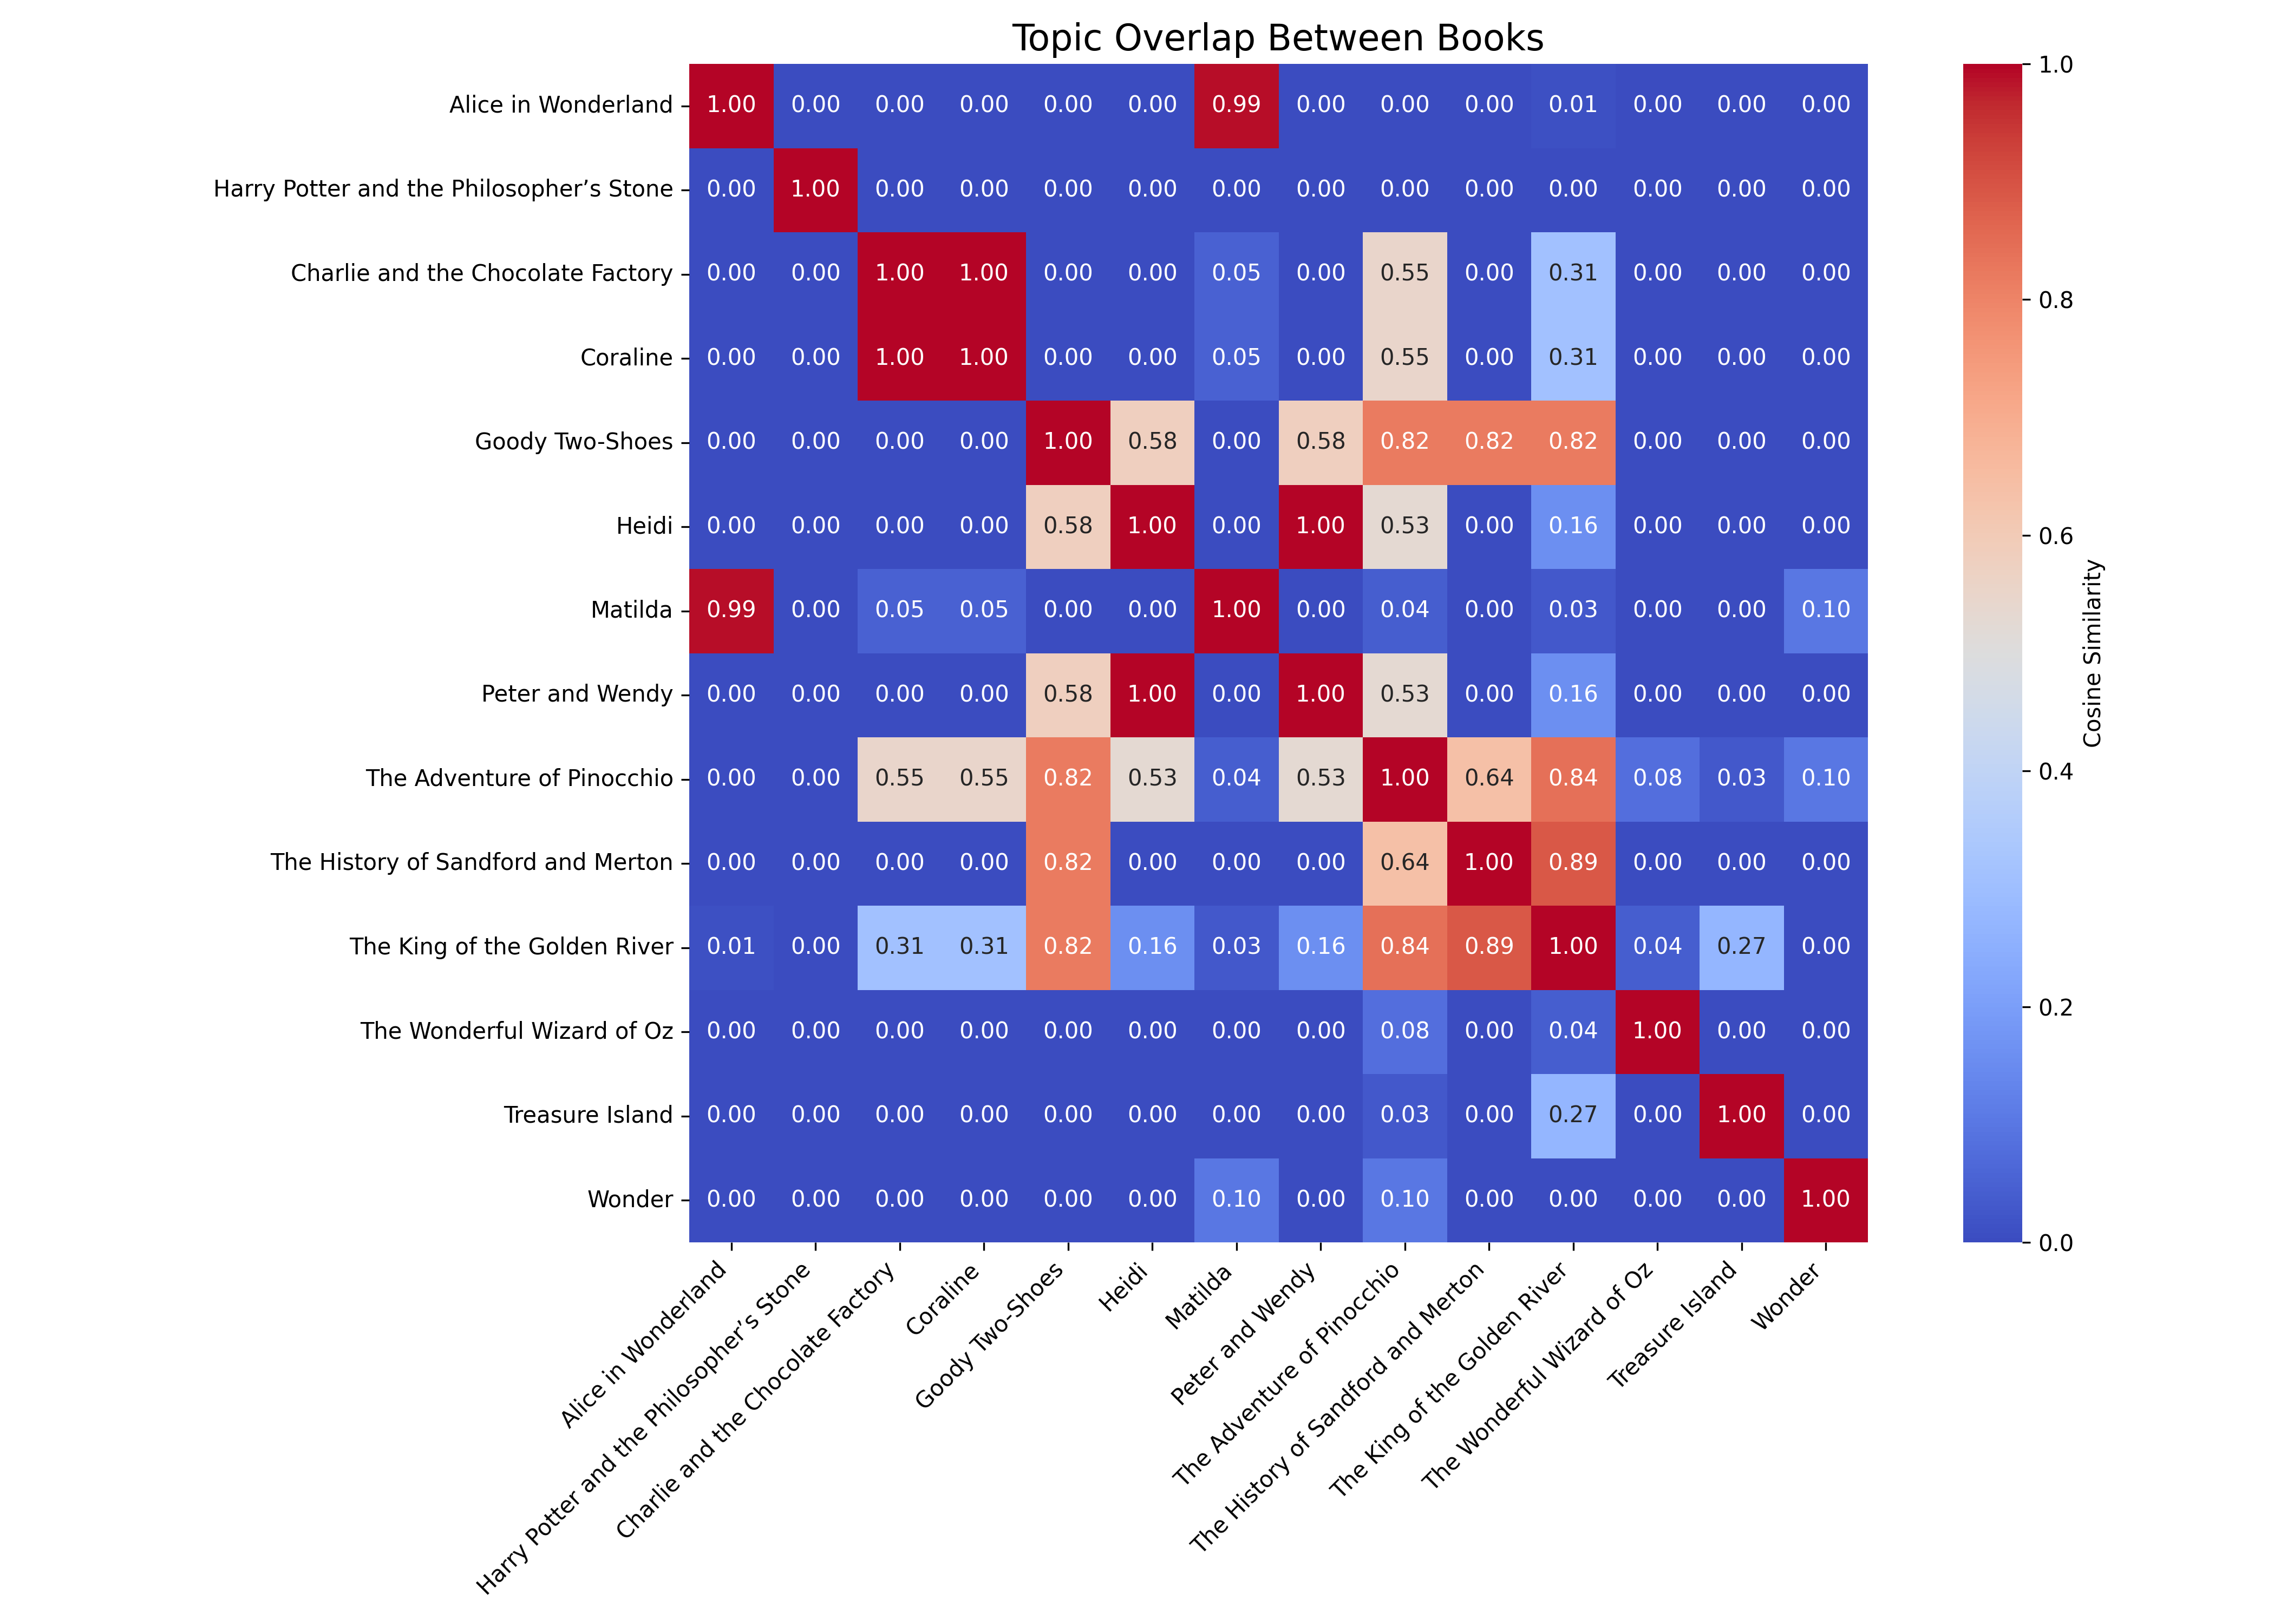 Topic Overlap Between Books
Alice in Wonderland 1.00 0.00 0.00 0.00 0.00 0.00 0.99 0.00 0.00 0.00 0.01 0.00 0.00 0.00
Harry Potter and the Philosopher’s Stone 0.00 1.00 0.00 0.00 0.00 0.00 0.00 0.00 0.00 0.00 0.00 0.00 0.00 0.00
Charlie and the Chocolate Factory 0.00 0.00 1.00 1.00 0.00 0.00 0.05 0.00 0.55 0.00 0.31 0.00 0.00 0.00
Coraline 0.00 0.00 1.00 1.00 0.00 0.00 0.05 0.00 0.55 0.00 0.31 0.00 0.00 0.00
Goody Two-Shoes 0.00 0.00 0.00 0.00 1.00 0.58 0.00 0.58 0.82 0.82 0.82 0.00 0.00 0.00
Heidi 0.00 0.00 0.00 0.00 0.58 1.00 0.00 1.00 0.53 0.00 0.16 0.00 0.00 0.00
Matilda 0.99 0.00 0.05 0.05 0.00 0.00 1.00 0.00 0.04 0.00 0.03 0.00 0.00 0.10
Peter and Wendy 0.00 0.00 0.00 0.00 0.58 1.00 0.00 1.00 0.53 0.00 0.16 0.00 0.00 0.00
The Adventure of Pinocchio 0.00 0.00 0.55 0.55 0.82 0.53 0.04 0.53 1.00 0.64 0.84 0.08 0.03 0.10
The History of Sandford and Merton 0.00 0.00 0.00 0.00 0.82 0.00 0.00 0.00 0.64 1.00 0.89 0.00 0.00 0.00
The King of the Golden River 0.01 0.00 0.31 0.31 0.82 0.16 0.03 0.16 0.84 0.89 1.00 0.04 0.27 0.00
The Wonderful Wizard of Oz 0.00 0.00 0.00 0.00 0.00 0.00 0.00 0.00 0.08 0.00 0.04 1.00 0.00 0.00
Treasure Island 0.00 0.00 0.00 0.00 0.00 0.00 0.00 0.00 0.03 0.00 0.27 0.00 1.00 0.00
Wonder 0.00 0.00 0.00 0.00 0.00 0.00 0.10 0.00 0.10 0.00 0.00 0.00 0.00 1.00
Alice in Wonderland
Harry Potter and the Philosopher’s Stone
Charlie and the Chocolate Factory
Coraline
Goody Two-Shoes
Heidi
Matilda
Peter and Wendy
The Adventure of Pinocchio
The History of Sandford and Merton
The King of the Golden River
The Wonderful Wizard of Oz
Treasure Island
Wonder
1.0
0.8
0.6
0.4
0.2
0.0
Cosine Similarity